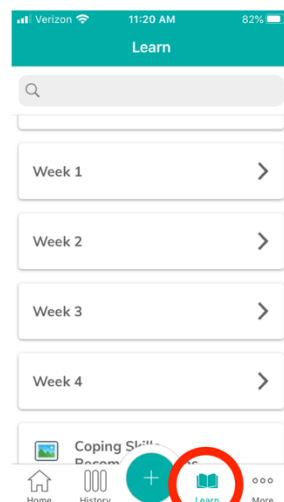 Verizon 11:20 AM 82%
Learn
Week 1
Week 2
Week 3
Week 4
Coping Skills
Home History Learn More